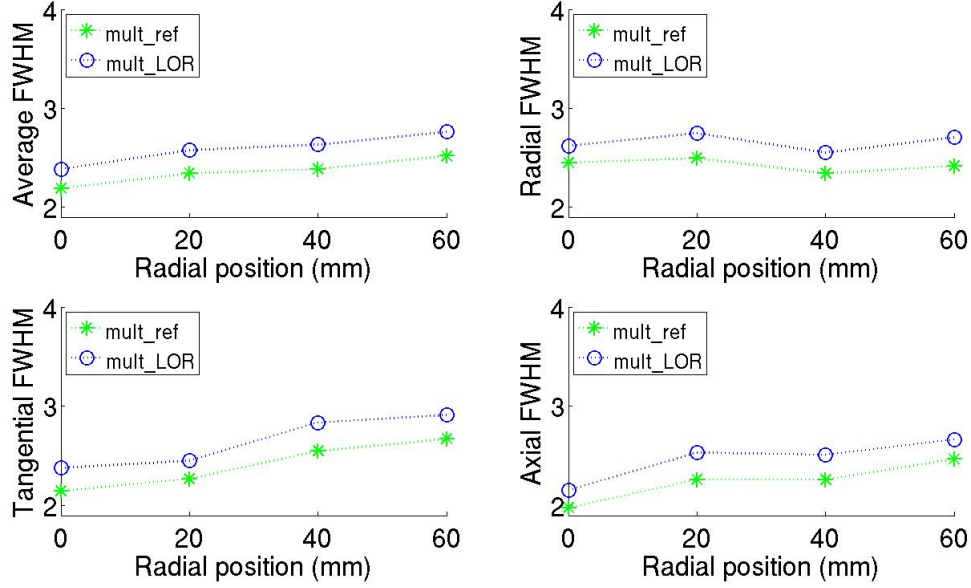 4
3
2
Average FWHM
mult_ref
mult_LOR
0 20 40 60
Radial position (mm)
4
3
2
Radial FWHM
mult_ref
mult_LOR
0 20 40 60
Radial position (mm)
4
3
2
Tangential FWHM
mult_ref
mult_LOR
0 20 40 60
Radial position (mm)
4
3
2
Axial FWHM
mult_ref
mult_LOR
0 20 40 60
Radial position (mm)